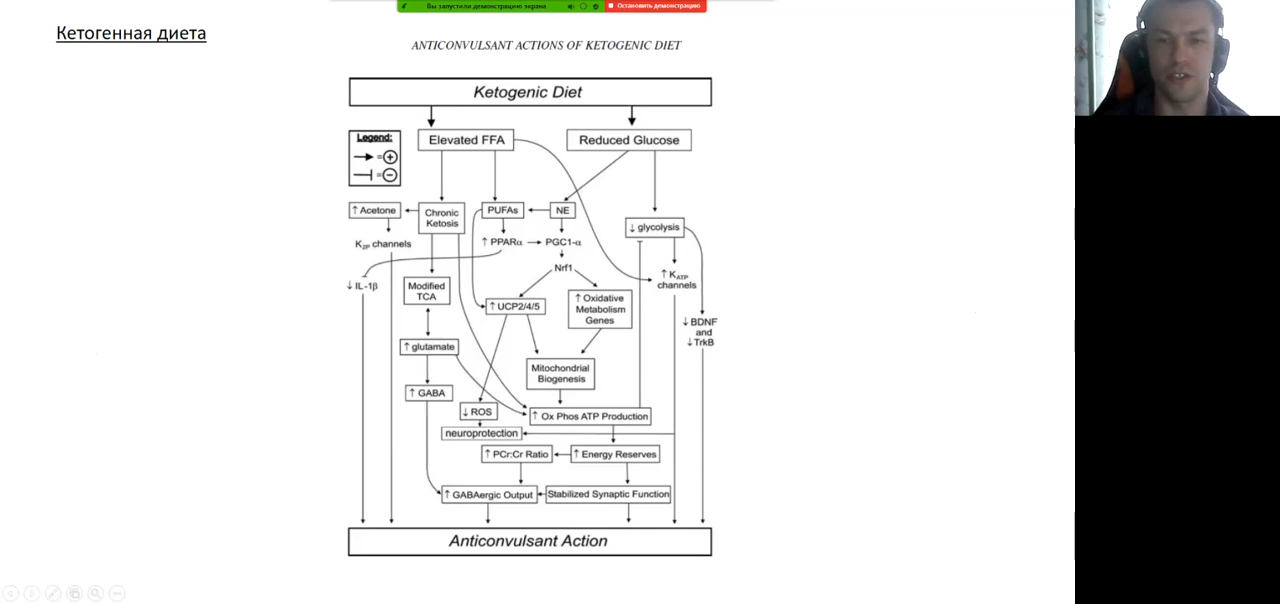 Вы запустили демонстрацию экрана
Остановить демонстрацию
Кетогенная диета
ANTICONVULSANT ACTIONS OF KETOGENIC DIET
Ketogenic Diet
Legend:
=+
=−
Elevated FFA
Reduced Glucose
↑ Acetone
Chronic
Ketosis
PUFAs
NE
↓ glycolysis
K2P channels
↑ PPARα
PGC1-α
Nrf1
↓ IL-1β
Modified
TCA
↑ UCP2/4/5
↑ Oxidative
Metabolism
Genes
↑ KATP
channels
↓ BDNF
and
↓ TrkB
↑ glutamate
Mitochondrial
Biogenesis
↑ GABA
↓ ROS
↑ Ox Phos ATP Production
neuroprotection
↑ PCr:Cr Ratio
↑ Energy Reserves
↑ GABAergic Output
Stabilized Synaptic Function
Anticonvulsant Action